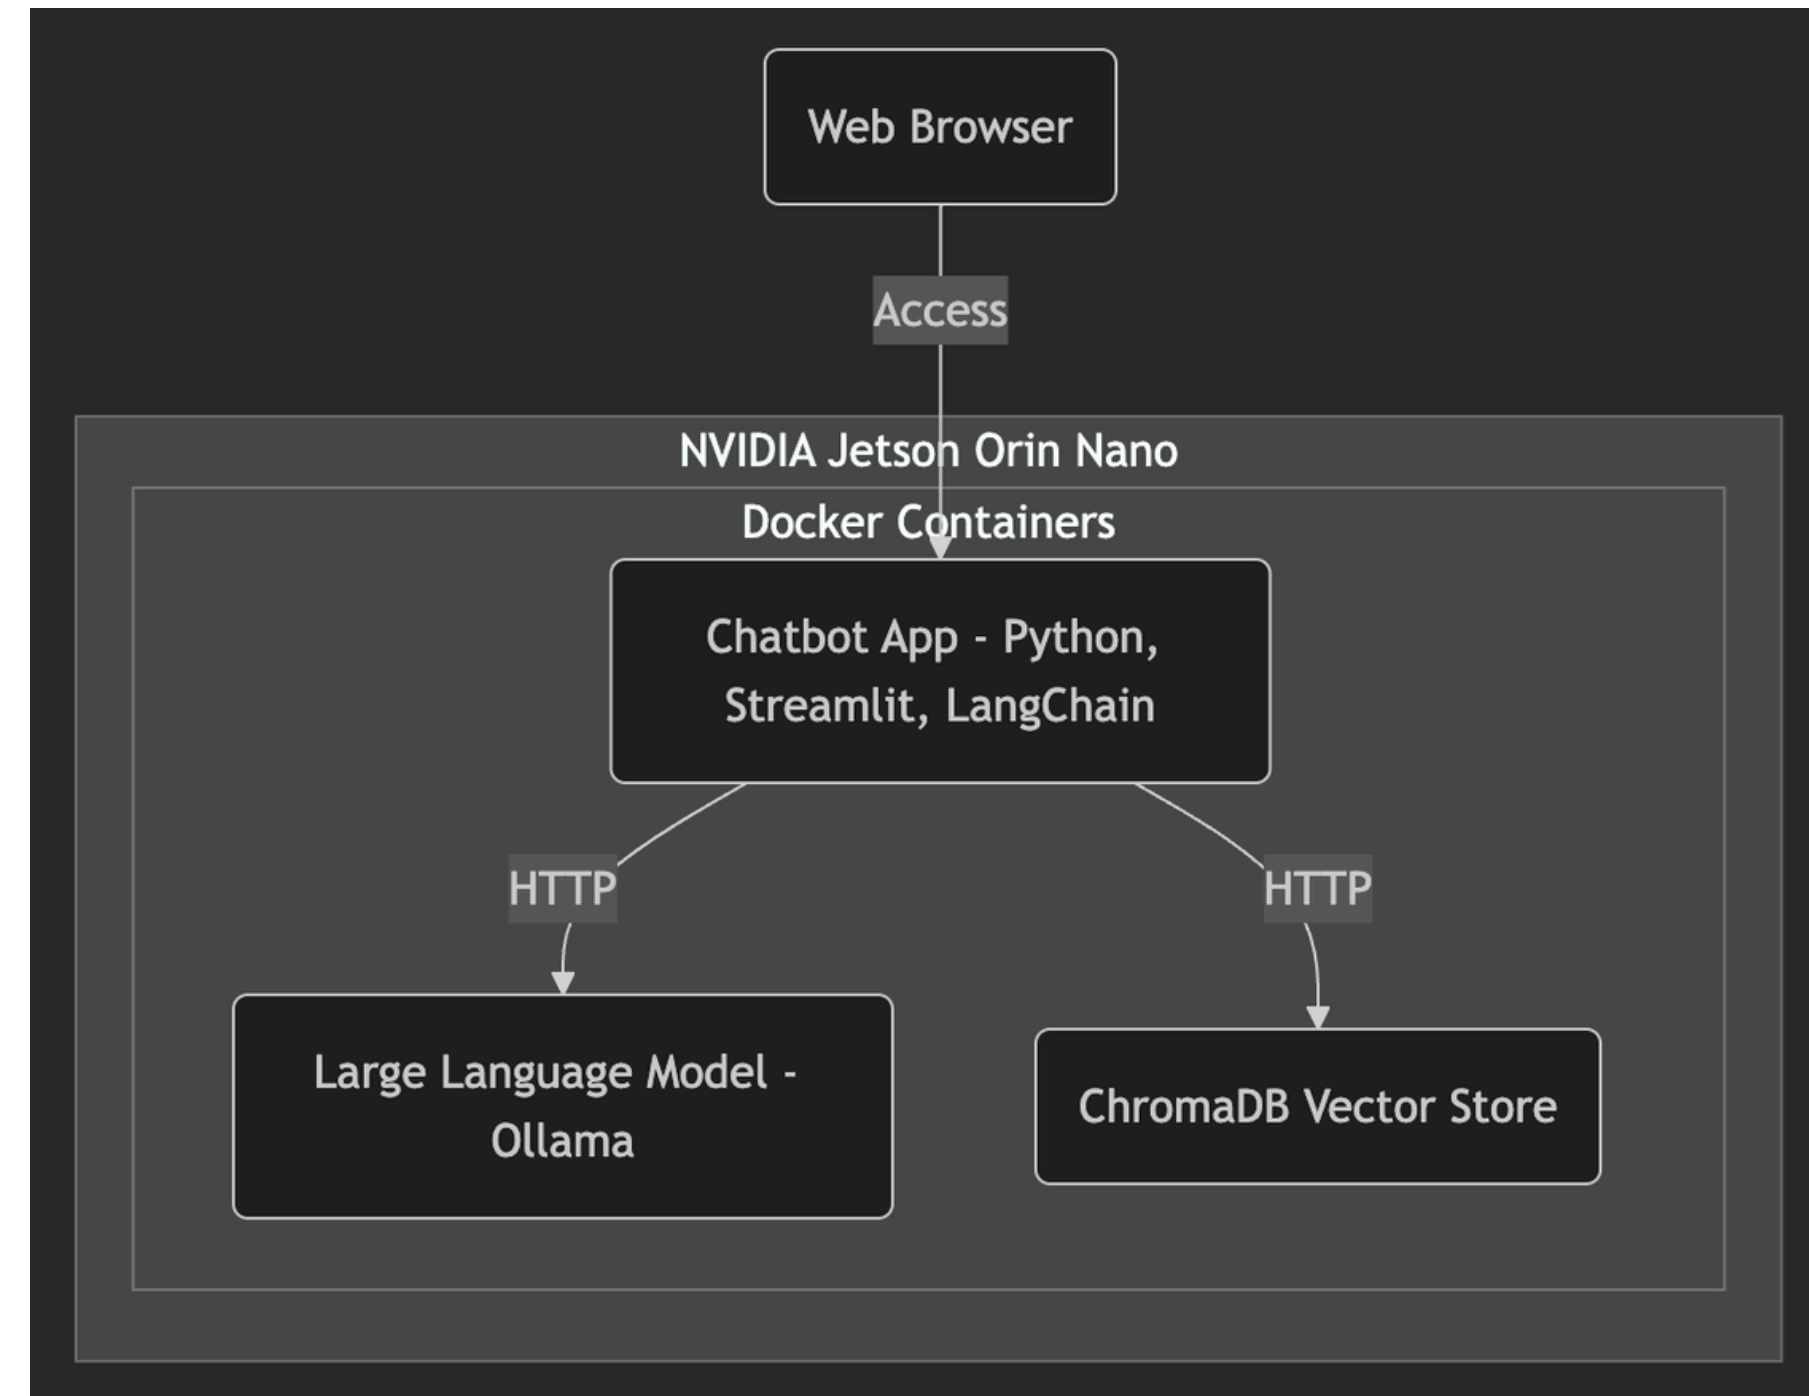 Web Browser
Access
NVIDIA Jetson Orin Nano
Docker Containers
Chatbot App - Python,
Streamlit, LangChain
HTTP
HTTP
Large Language Model -
Ollama
ChromaDB Vector Store